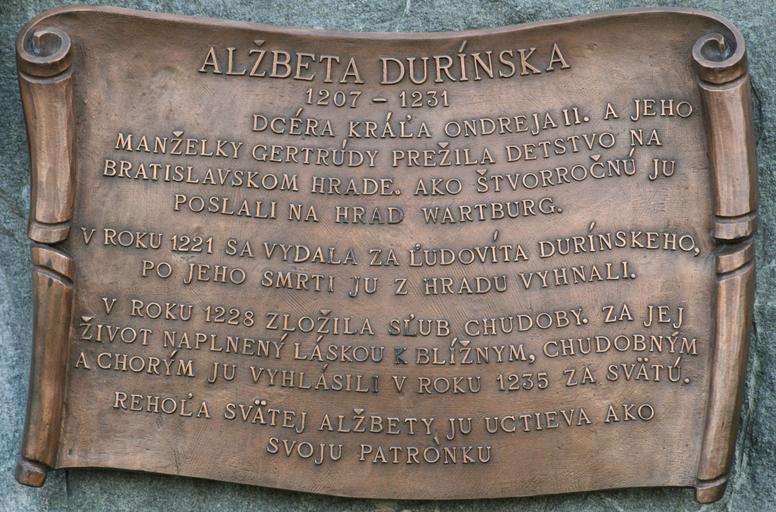 ALŽBETA DURÍNSKA
1207 – 1231
DCÉRA KRÁĽA ONDREJA II. A JEHO
MANŽELKY GERTRÚDY PREŽILA DETSTVO NA
BRATISLAVSKOM HRADE. AKO ŠTVORROČNÚ JU
POSLALI NA HRAD WARTBURG.
V ROKU 1221 SA VYDALA ZA ĽUDOVÍTA DURÍNSKEHO,
PO JEHO SMRTI JU Z HRADU VYHNALI.
V ROKU 1228 ZLOŽILA SĽUB CHUDOBY. ZA JEJ
ŽIVOT NAPLNENÝ LÁSKOU K BLÍŽNYM, CHUDOBNÝM
A CHORÝM JU VYHLÁSILI V ROKU 1235 ZA SVÄTÚ.
REHOĽA SVÄTEJ ALŽBETY JU UCTIEVA AKO
SVOJU PATRÓNKU